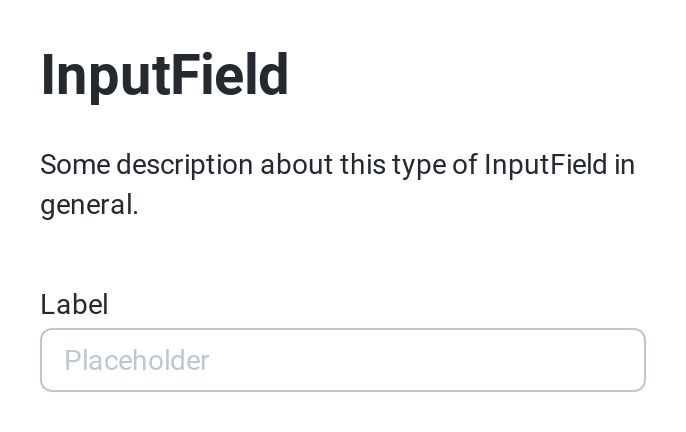 InputField
Some description about this type of InputField in
general.
Label
Placeholder